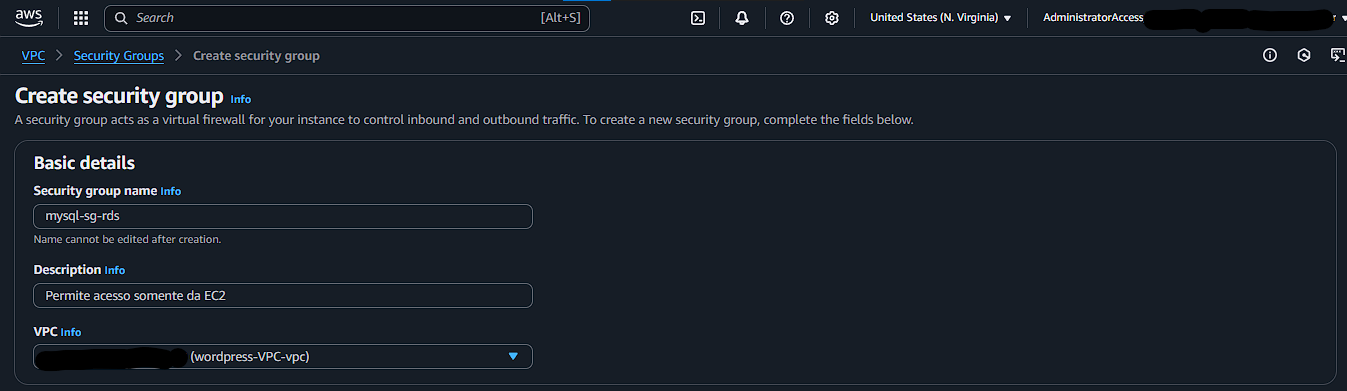 aws Search [Alt+S] United States (N. Virginia) AdministratorAccess
VPC > Security Groups > Create security group
Create security group Info
A security group acts as a virtual firewall for your instance to control inbound and outbound traffic. To create a new security group, complete the fields below.
Basic details
Security group name Info
mysql-sg-rds
Name cannot be edited after creation.
Description Info
Permite acesso somente da EC2
VPC Info
(wordpress-VPC-vpc)